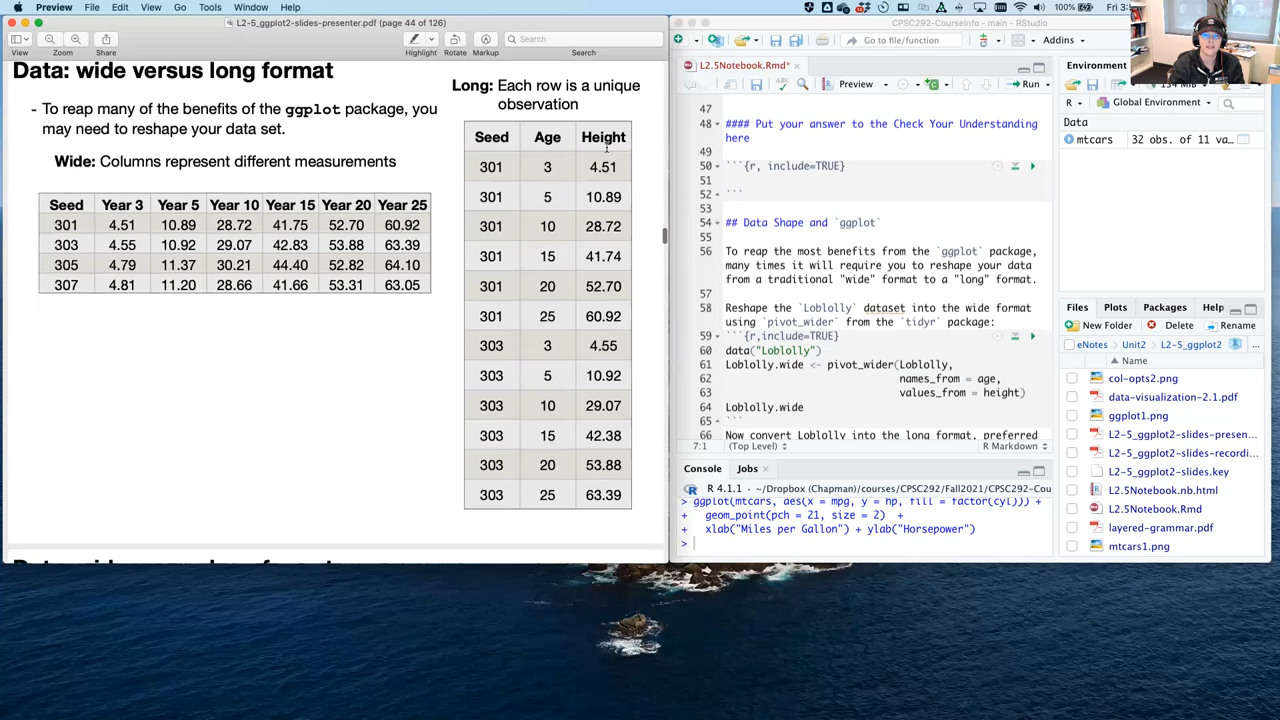 Preview File Edit View Go Tools Window Help
100% Fri 3:
L2-5_ggplot2-slides-presenter.pdf (page 44 of 126)
View Zoom Share Highlight Rotate Markup Search
Search
Data: wide versus long format
- To reap many of the benefits of the ggplot package, you
may need to reshape your data set.
Wide: Columns represent different measurements
Seed Year 3 Year 5 Year 10 Year 15 Year 20 Year 25
301 4.51 10.89 28.72 41.75 52.70 60.92
303 4.55 10.92 29.07 42.83 53.88 63.39
305 4.79 11.37 30.21 44.40 52.82 64.10
307 4.81 11.20 28.66 41.66 53.31 63.05
Long: Each row is a unique
observation
Seed Age Height
301 3 4.51
301 5 10.89
301 10 28.72
301 15 41.74
301 20 52.70
301 25 60.92
303 3 4.55
303 5 10.92
303 10 29.07
303 15 42.38
303 20 53.88
303 25 63.39
CPSC292-CourseInfo - main - RStudio
Go to file/function Addins
L2.5Notebook.Rmd*
Preview Run
47
48 #### Put your answer to the Check Your Understanding
here
49
50 ```{r, include=TRUE}
51
52 ```
53
54 ## Data Shape and `ggplot`
55
56 To reap the most benefits from the `ggplot` package,
many times it will require you to reshape your data
from a traditional "wide" format to a "long" format.
57
58 Reshape the `Loblolly` dataset into the wide format
using `pivot_wider` from the `tidyr` package:
59 ```{r,include=TRUE}
60 data("Loblolly")
61 Loblolly.wide <- pivot_wider(Loblolly,
62 names_from = age,
63 values_from = height)
64 Loblolly.wide
65 ```
66 Now convert Loblolly into the long format, preferred
7:1 (Top Level) R Markdown
Console Jobs
R 4.1.1 · ~/Dropbox (Chapman)/courses/CPSC292/Fall2021/CPSC292-Cou
> ggplot(mtcars, aes(x = mpg, y = hp, fill = factor(cyl))) +
+ geom_point(pch = 21, size = 2) +
+ xlab("Miles per Gallon") + ylab("Horsepower")
>
Environment
R Global Environment
Data
mtcars 32 obs. of 11 va
Files Plots Packages Help
New Folder Delete Rename
eNotes Unit2 L2-5_ggplot2 ...
Name
col-opts2.png
data-visualization-2.1.pdf
ggplot1.png
L2-5_ggplot2-slides-presen...
L2-5_ggplot2-slides-recordi...
L2-5_ggplot2-slides.key
L2.5Notebook.nb.html
L2.5Notebook.Rmd
layered-grammar.pdf
mtcars1.png